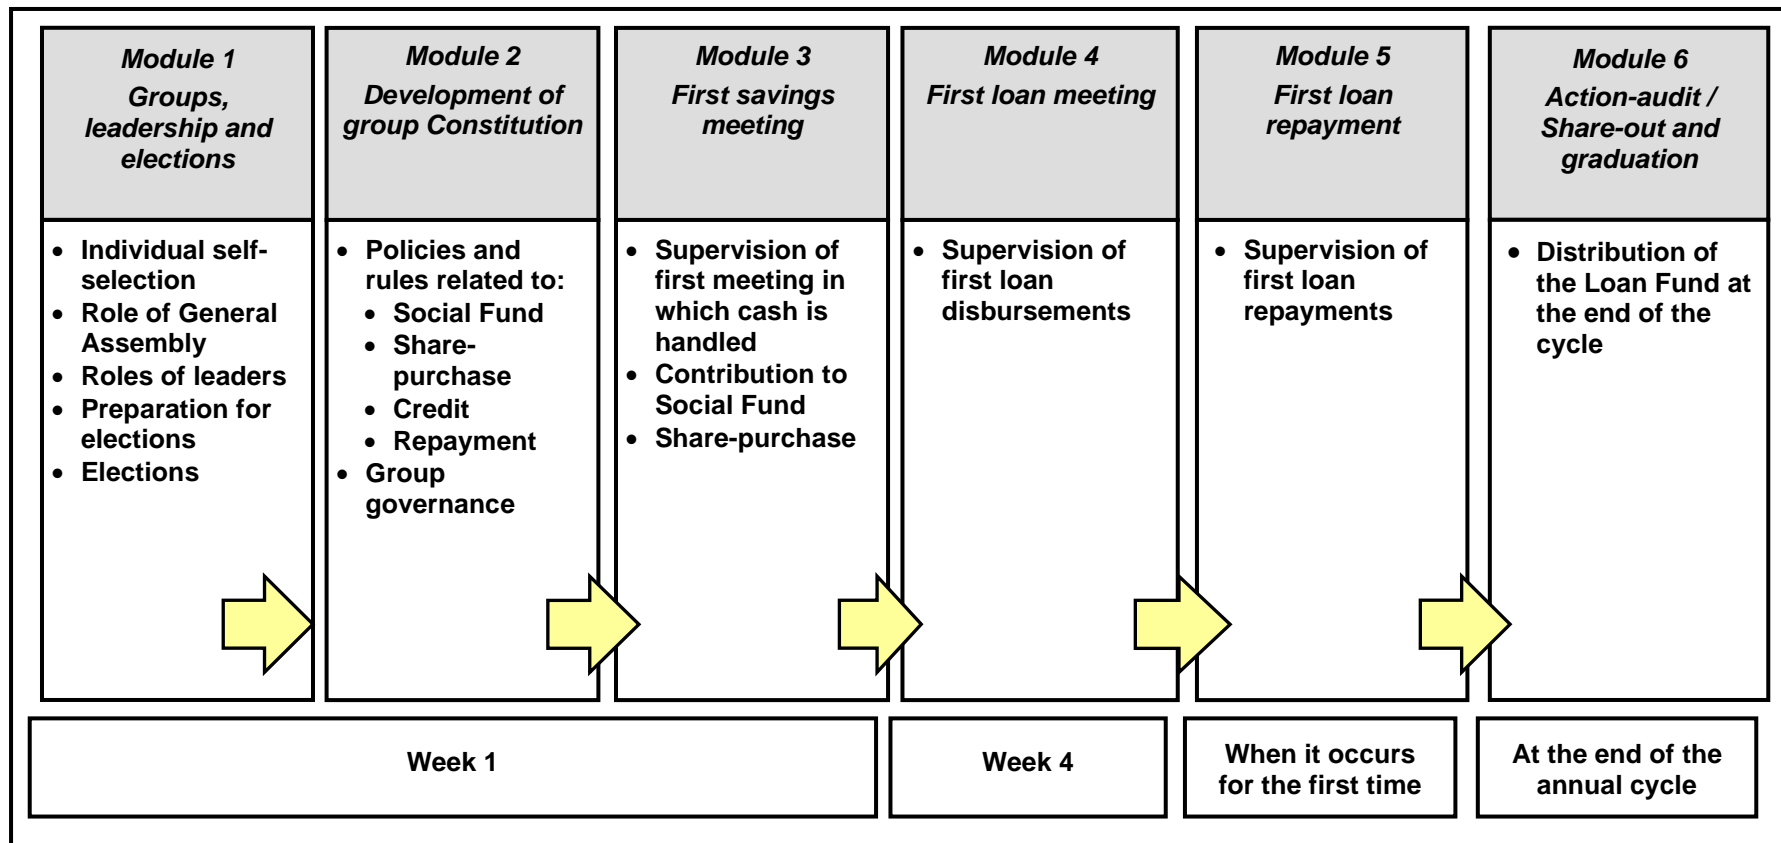 Module 1
Groups,
leadership and
elections
• Individual self-
selection
• Role of General
Assembly
• Roles of leaders
• Preparation for
elections
• Elections
Module 2
Development of
group Constitution
• Policies and
rules related to:
• Social Fund
• Share-
purchase
• Credit
• Repayment
• Group
governance
Module 3
First savings
meeting
• Supervision of
first meeting in
which cash is
handled
• Contribution to
Social Fund
• Share-purchase
Module 4
First loan meeting
• Supervision of
first loan
disbursements
Module 5
First loan
repayment
• Supervision of
first loan
repayments
Module 6
Action-audit /
Share-out and
graduation
• Distribution of
the Loan Fund at
the end of the
cycle
Week 1
Week 4
When it occurs
for the first time
At the end of the
annual cycle